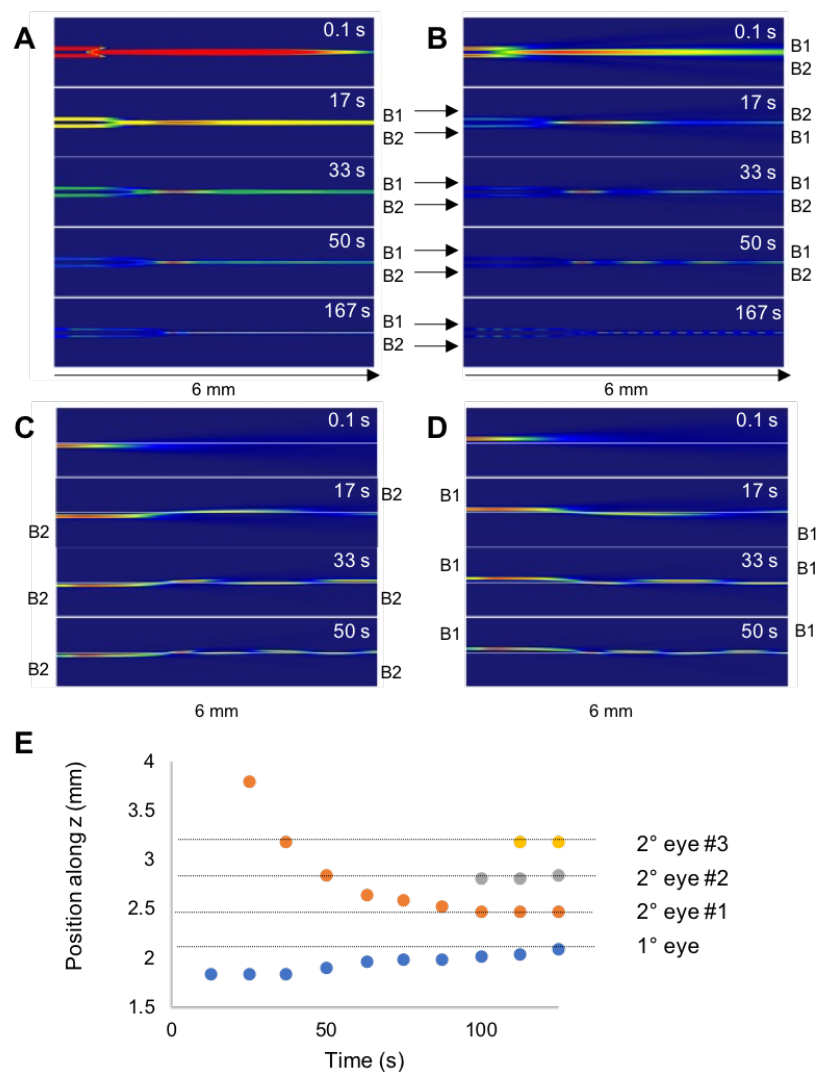 A
0.1 s
17 s
B1
B2
33 s
B1
B2
50 s
B1
B2
167 s
B1
B2
6 mm
B
0.1 s
B1
B2
17 s
B2
B1
33 s
B1
B2
50 s
B1
B2
167 s
6 mm
C
0.1 s
17 s
B2
B2
33 s
B2
B2
50 s
B2
B2
6 mm
D
0.1 s
B1
17 s
B1
B1
33 s
B1
B1
50 s
B1
6 mm
E
Position along z (mm)
4
3.5
3
2.5
2
1.5
0
50
100
Time (s)
2° eye #3
2° eye #2
2° eye #1
1° eye